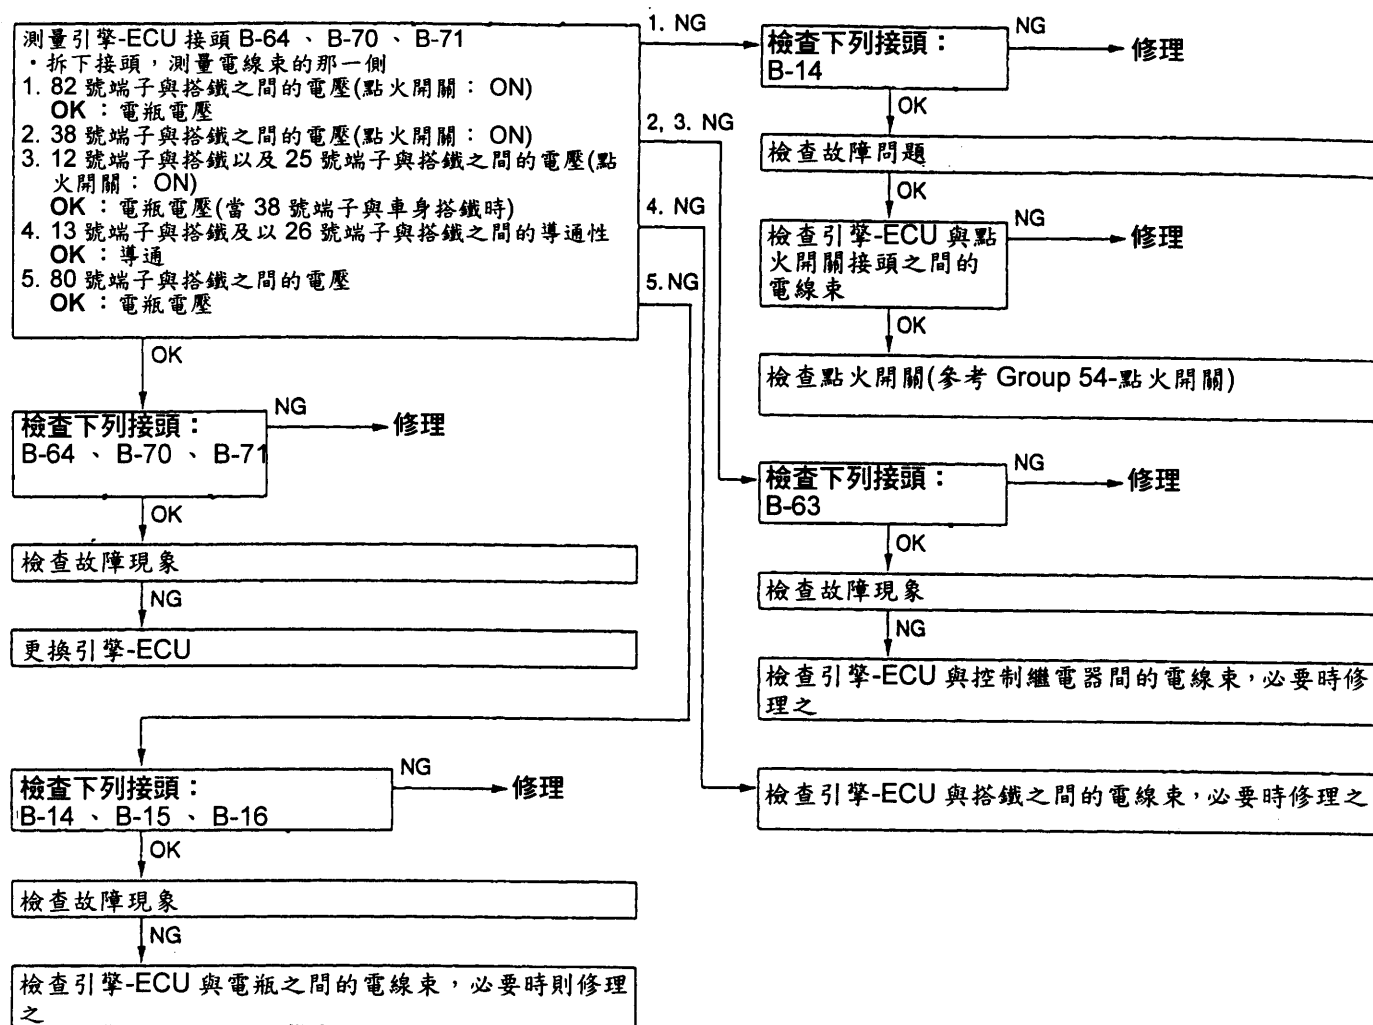 測量引擎-ECU 接頭 B-64 、 B-70 、 B-71
・拆下接頭，測量電線束的那一側
1. 82 號端子與搭鐵之間的電壓(點火開關： ON)
OK ：電瓶電壓
2. 38 號端子與搭鐵之間的電壓(點火開關： ON)
3. 12 號端子與搭鐵以及 25 號端子與搭鐵之間的電壓(點
火開關： ON)
OK ：電瓶電壓(當 38 號端子與車身搭鐵時)
4. 13 號端子與搭鐵及以 26 號端子與搭鐵之間的導通性
OK ：導通
5. 80 號端子與搭鐵之間的電壓
OK ：電瓶電壓
1. NG
2, 3. NG
4. NG
5. NG
檢查下列接頭：
B-14
NG
修理
OK
檢查故障問題
OK
檢查引擎-ECU 與點
火開關接頭之間的
電線束
NG
修理
OK
檢查點火開關(參考 Group 54-點火開關)
OK
檢查下列接頭：
B-64 、 B-70 、 B-71
NG
修理
OK
檢查故障現象
NG
更換引擎-ECU
檢查下列接頭：
B-63
NG
修理
OK
檢查故障現象
NG
檢查引擎-ECU 與控制繼電器間的電線束，必要時修
理之
檢查引擎-ECU 與搭鐵之間的電線束，必要時修理之
檢查下列接頭：
B-14 、 B-15 、 B-16
NG
修理
OK
檢查故障現象
NG
檢查引擎-ECU 與電瓶之間的電線束，必要時則修理
之